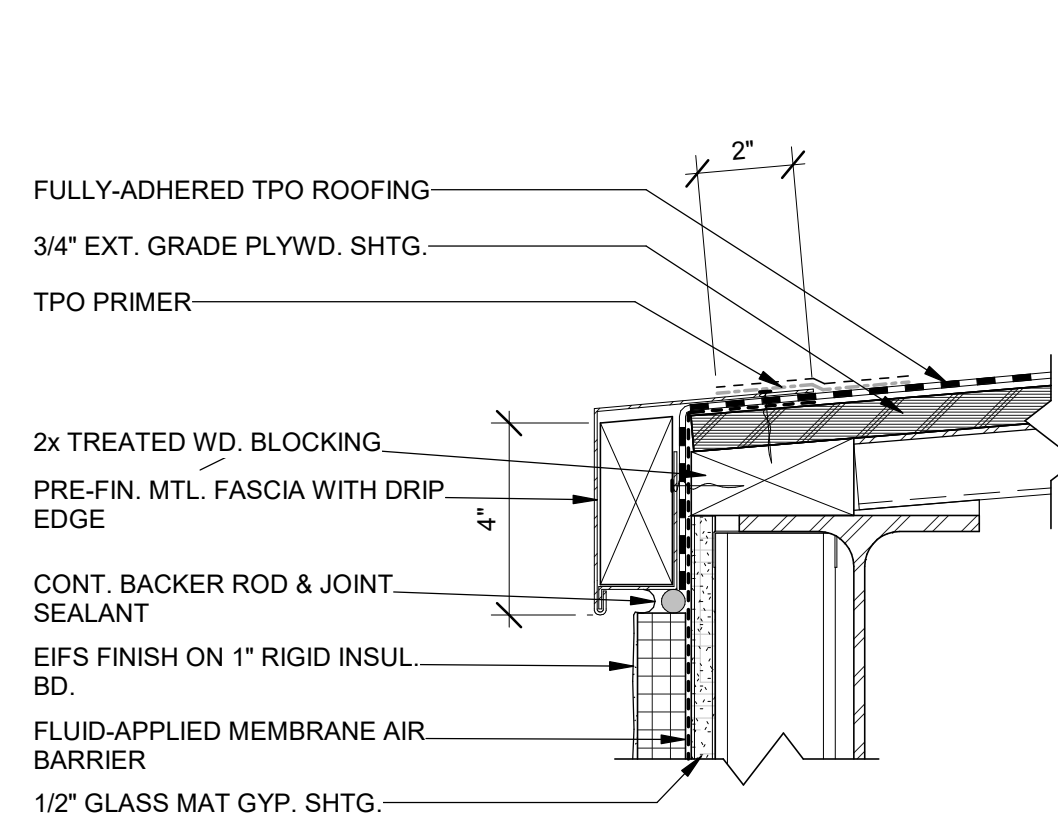 2"
FULLY-ADHERED TPO ROOFING
3/4" EXT. GRADE PLYWD. SHTG.
TPO PRIMER
2x TREATED WD. BLOCKING
PRE-FIN. MTL. FASCIA WITH DRIP
EDGE
4"
CONT. BACKER ROD & JOINT
SEALANT
EIFS FINISH ON 1" RIGID INSUL.
BD.
FLUID-APPLIED MEMBRANE AIR
BARRIER
1/2" GLASS MAT GYP. SHTG.